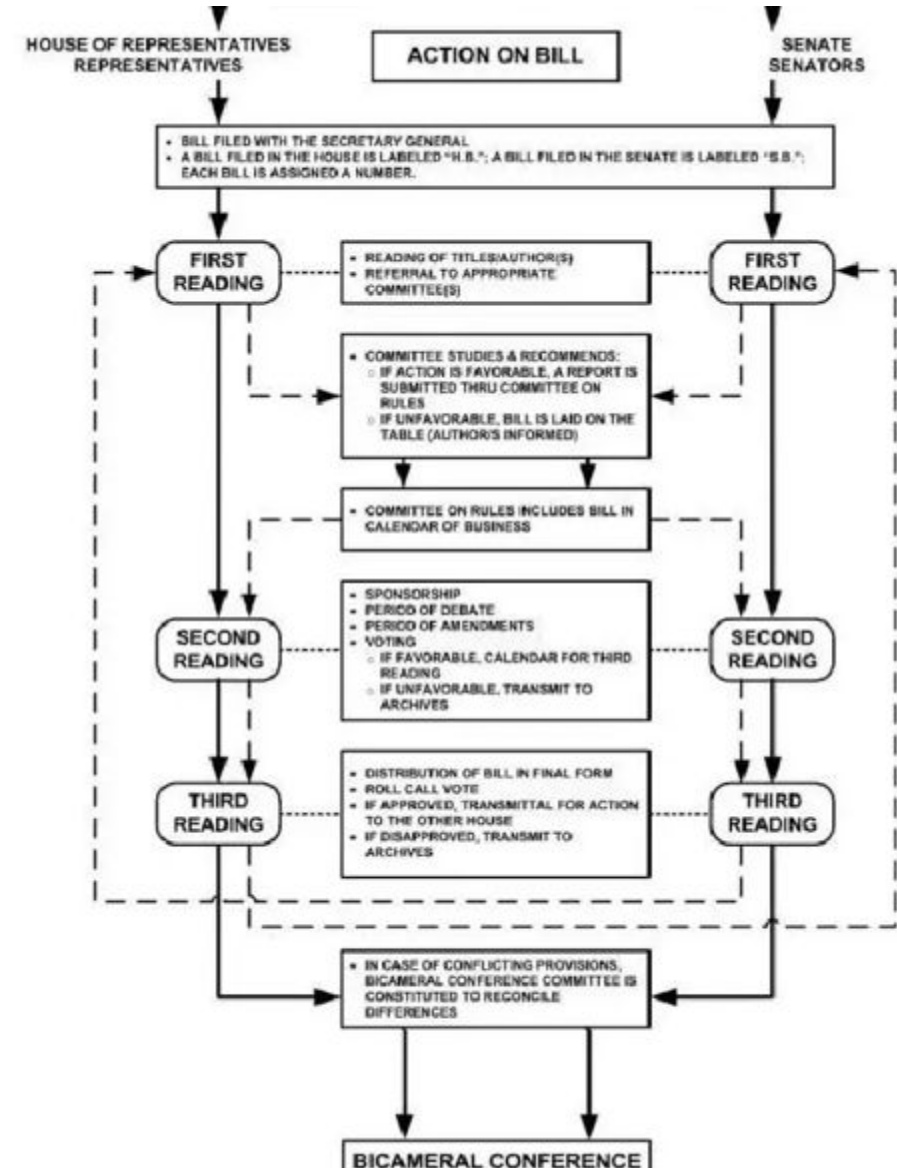 HOUSE OF REPRESENTATIVES
REPRESENTATIVES
ACTION ON BILL
SENATE
SENATORS
• BILL FILED WITH THE SECRETARY GENERAL
• A BILL FILED IN THE HOUSE IS LABELED "H.B."; A BILL FILED IN THE SENATE IS LABELED "S.B.";
EACH BILL IS ASSIGNED A NUMBER.
FIRST
READING
• READING OF TITLES/AUTHOR(S)
• REFERRAL TO APPROPRIATE
COMMITTEE(S)
FIRST
READING
• COMMITTEE STUDIES & RECOMMENDS:
○ IF ACTION IS FAVORABLE, A REPORT IS
SUBMITTED THRU COMMITTEE ON
RULES
○ IF UNFAVORABLE, BILL IS LAID ON THE
TABLE (AUTHOR/S INFORMED)
• COMMITTEE ON RULES INCLUDES BILL IN
CALENDAR OF BUSINESS
SECOND
READING
• SPONSORSHIP
• PERIOD OF DEBATE
• PERIOD OF AMENDMENTS
• VOTING
○ IF FAVORABLE, CALENDAR FOR THIRD
READING
○ IF UNFAVORABLE, TRANSMIT TO
ARCHIVES
SECOND
READING
THIRD
READING
• DISTRIBUTION OF BILL IN FINAL FORM
• ROLL CALL VOTE
• IF APPROVED, TRANSMITTAL FOR ACTION
TO THE OTHER HOUSE
• IF DISAPPROVED, TRANSMIT TO
ARCHIVES
THIRD
READING
• IN CASE OF CONFLICTING PROVISIONS,
BICAMERAL CONFERENCE COMMITTEE IS
CONSTITUTED TO RECONCILE
DIFFERENCES
BICAMERAL CONFERENCE